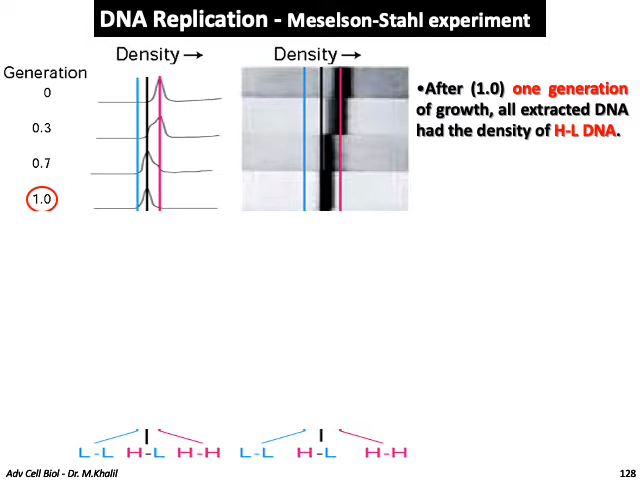 DNA Replication - Meselson-Stahl experiment
Density →
Density →
Generation
0
0.3
0.7
1.0
•After (1.0) one generation
of growth, all extracted DNA
had the density of H-L DNA.
L-L H-L H-H
L-L H-L H-H
Adv Cell Biol - Dr. M.Khalil
128